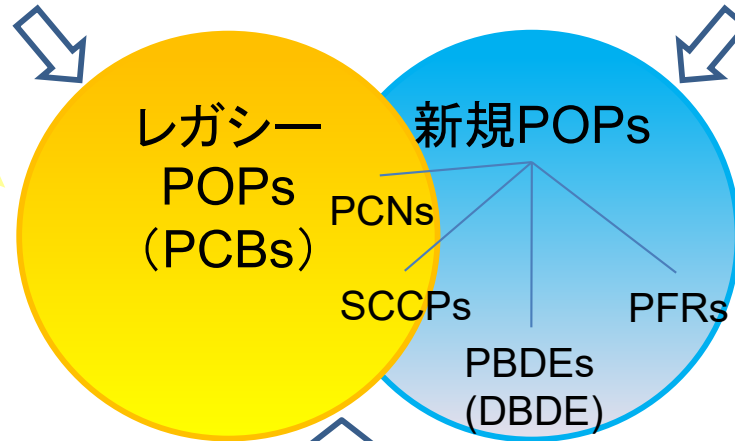 レガシー
POPs
（PCBs）
新規POPs
PCNs
SCCPs
PBDEs
(DBDE)
PFRs